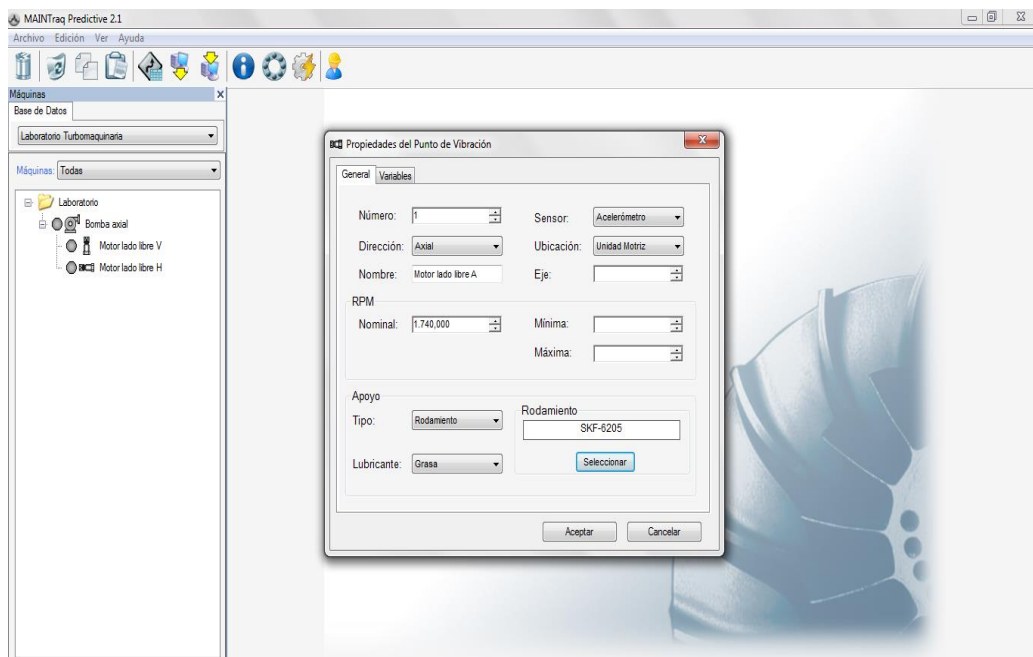 MAINTraq Predictive 2.1
Archivo Edición Ver Ayuda
Máquinas
Base de Datos
Laboratorio Turbomaquinaria
Máquinas: Todas
Laboratorio
Bomba axial
Motor lado libre V
Motor lado libre H
Propiedades del Punto de Vibración
General Variables
Número: 1 Sensor: Acelerómetro
Dirección: Axial Ubicación: Unidad Motriz
Nombre: Motor lado libre A Eje:
RPM
Nominal: 1.740,000 Mínima:
Máxima:
Apoyo
Tipo: Rodamiento Rodamiento
SKF-6205
Lubricante: Grasa Seleccionar
Aceptar Cancelar